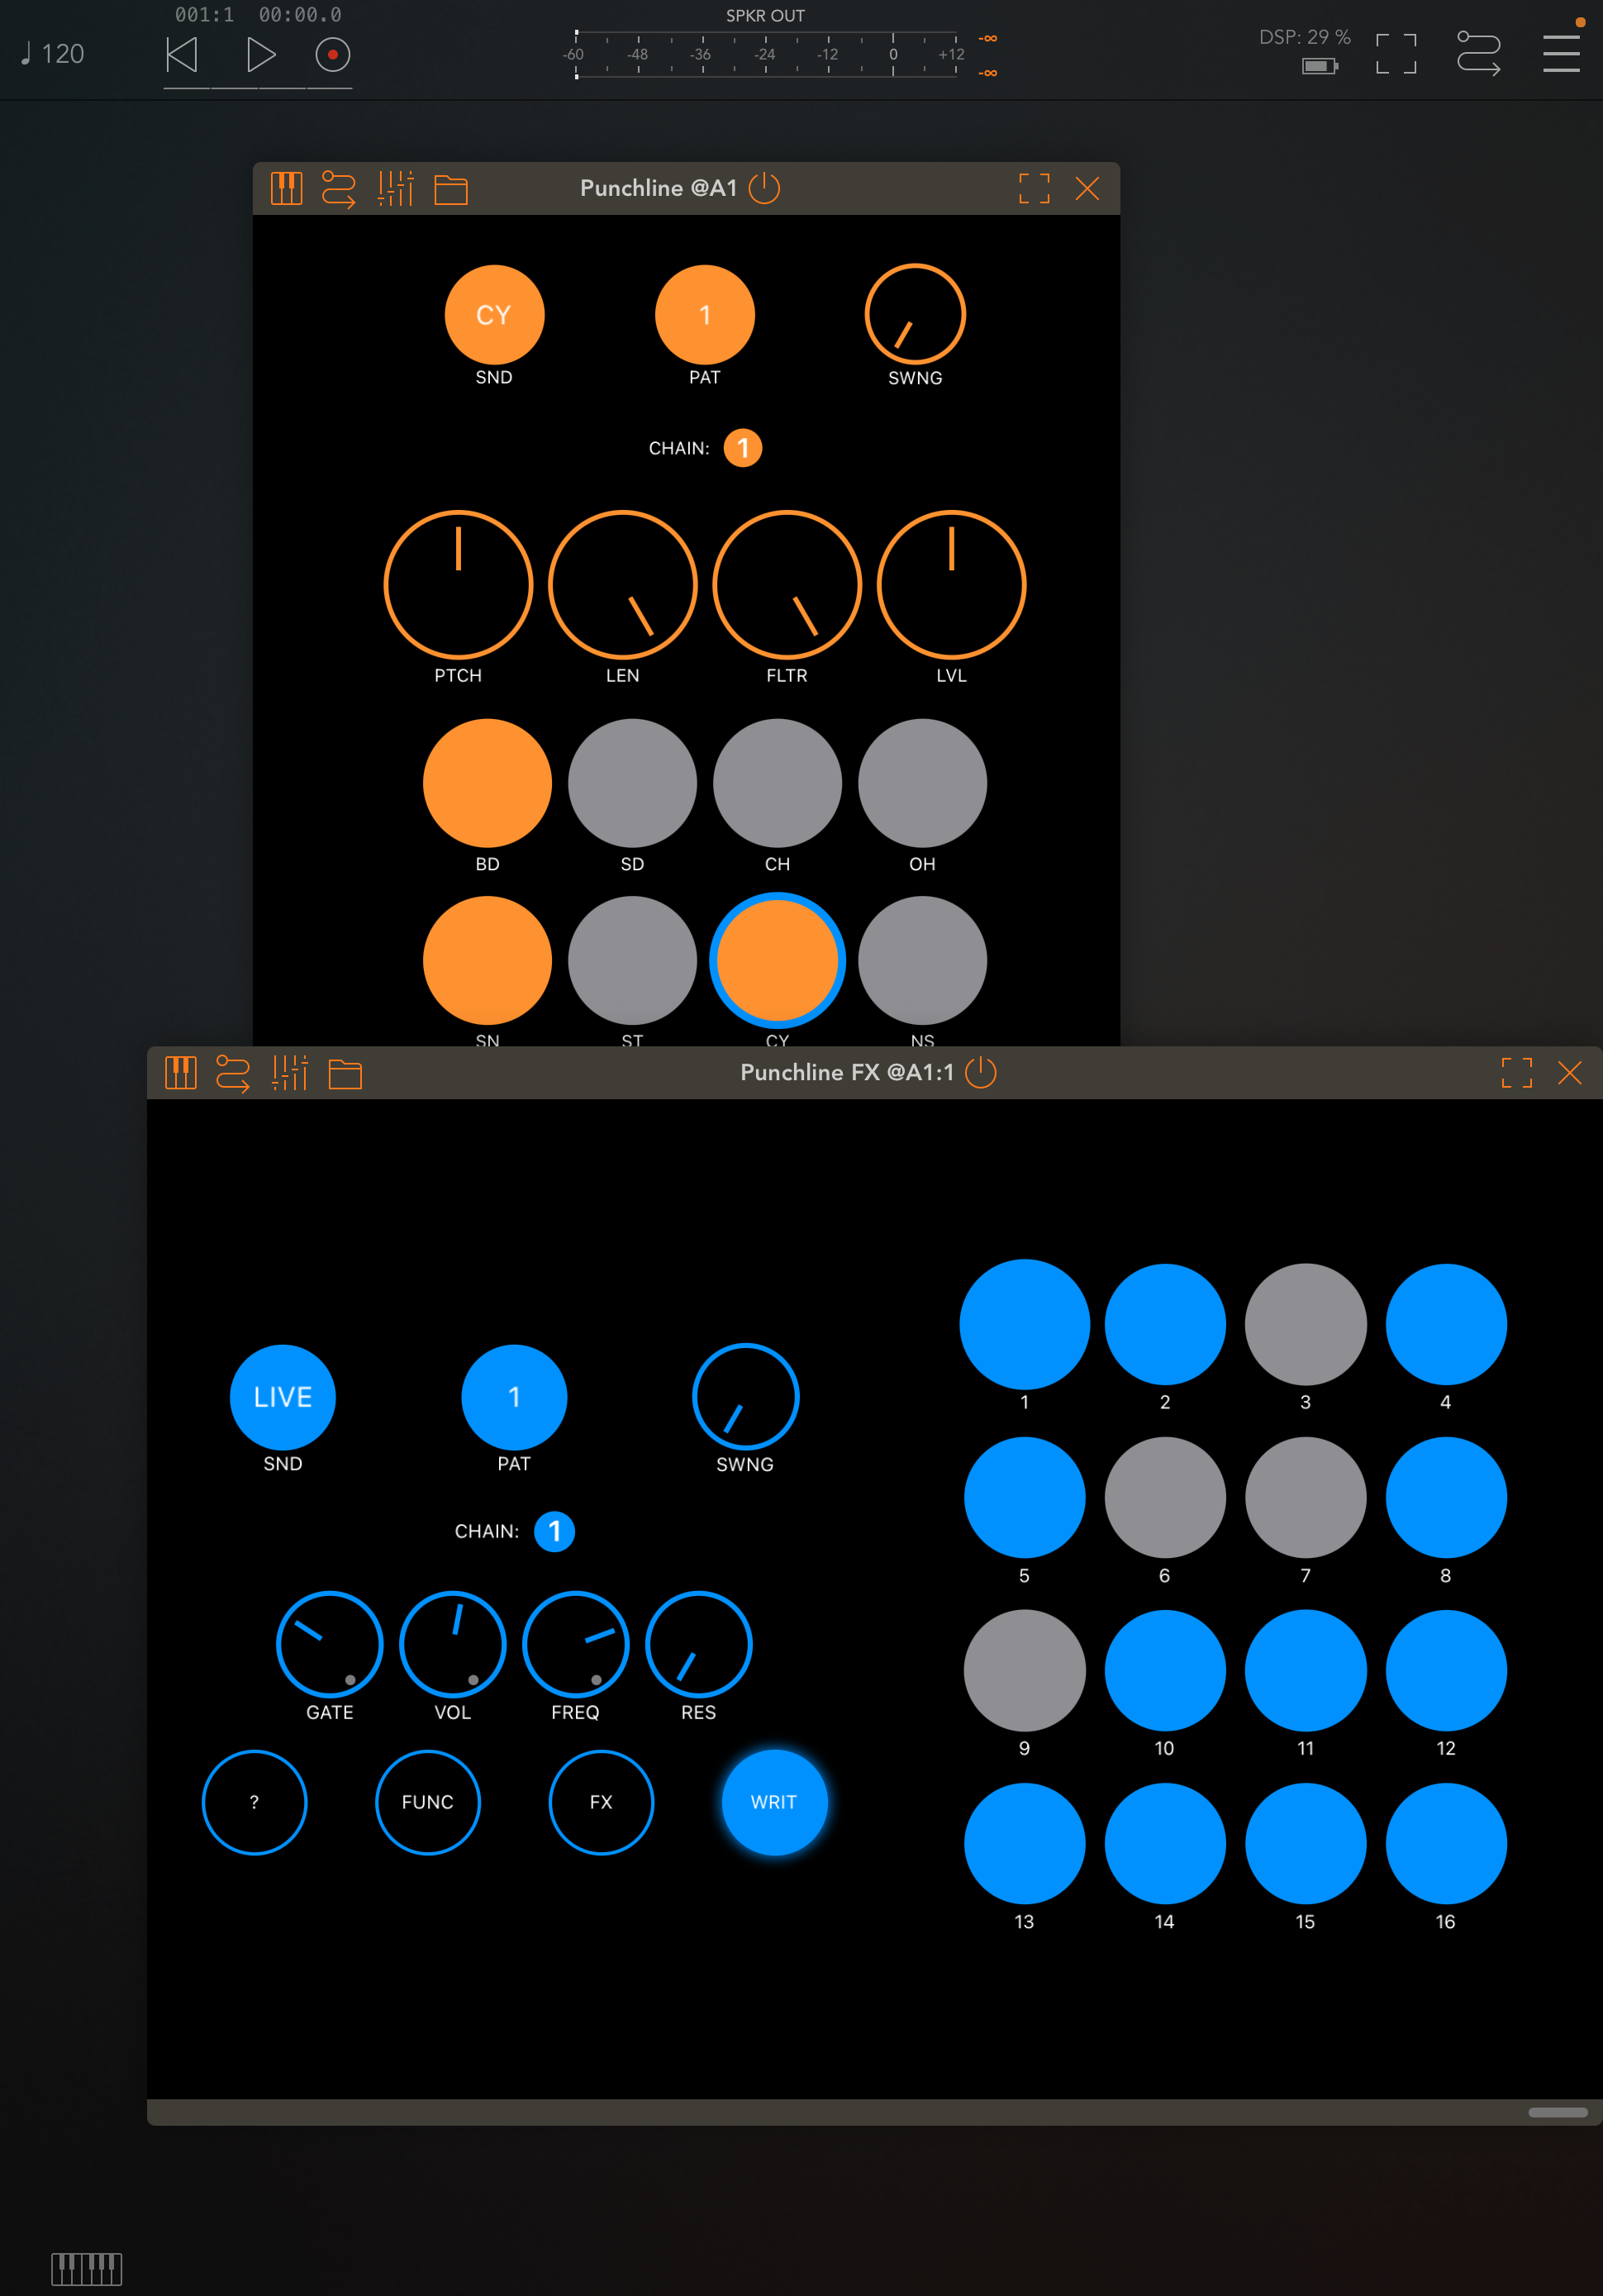 001:1 00:00.0
SPKR OUT
120
-60 -48 -36 -24 -12 0 +12
-∞
-∞
DSP: 29 %
Punchline @A1
CY 1
SND PAT SWNG
CHAIN: 1
PTCH LEN FLTR LVL
BD SD CH OH
SN ST CY NS
Punchline FX @A1:1
LIVE 1
SND PAT SWNG
CHAIN: 1
GATE VOL FREQ RES
? FUNC FX WRIT
1 2 3 4
5 6 7 8
9 10 11 12
13 14 15 16